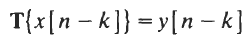 T{x[n − k]} = y[n − k]